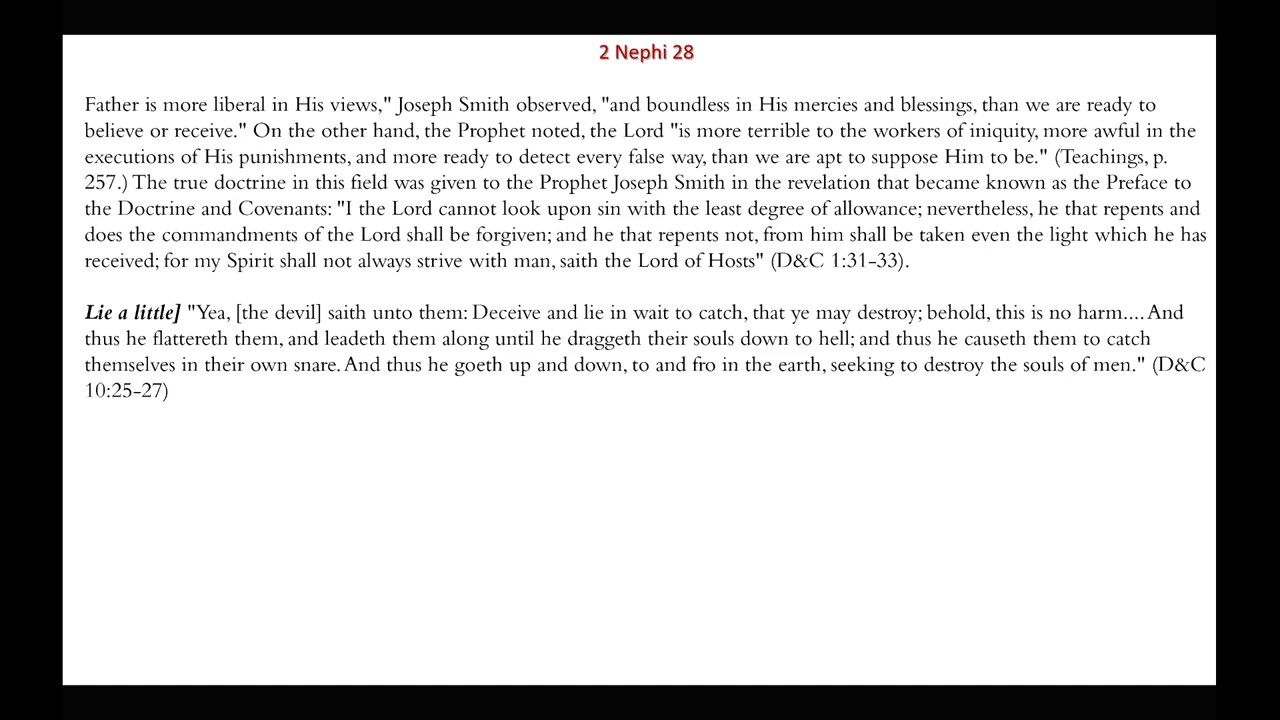 2 Nephi 28
Father is more liberal in His views," Joseph Smith observed, "and boundless in His mercies and blessings, than we are ready to
believe or receive." On the other hand, the Prophet noted, the Lord "is more terrible to the workers of iniquity, more awful in the
executions of His punishments, and more ready to detect every false way, than we are apt to suppose Him to be." (Teachings, p.
257.) The true doctrine in this field was given to the Prophet Joseph Smith in the revelation that became known as the Preface to
the Doctrine and Covenants: "I the Lord cannot look upon sin with the least degree of allowance; nevertheless, he that repents and
does the commandments of the Lord shall be forgiven; and he that repents not, from him shall be taken even the light which he has
received; for my Spirit shall not always strive with man, saith the Lord of Hosts" (D&C 1:31-33).
Lie a little] "Yea, [the devil] saith unto them: Deceive and lie in wait to catch, that ye may destroy; behold, this is no harm.... And
thus he flattereth them, and leadeth them along until he draggeth their souls down to hell; and thus he causeth them to catch
themselves in their own snare. And thus he goeth up and down, to and fro in the earth, seeking to destroy the souls of men." (D&C
10:25-27)